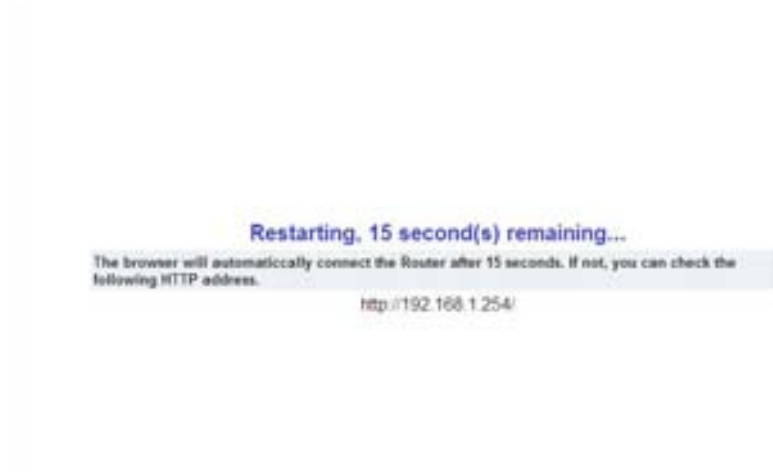 Restarting, 15 second(s) remaining...
The browser will automaticcally connect the Router after 15 seconds. If not, you can check the
following HTTP address.
http://192.168.1.254/